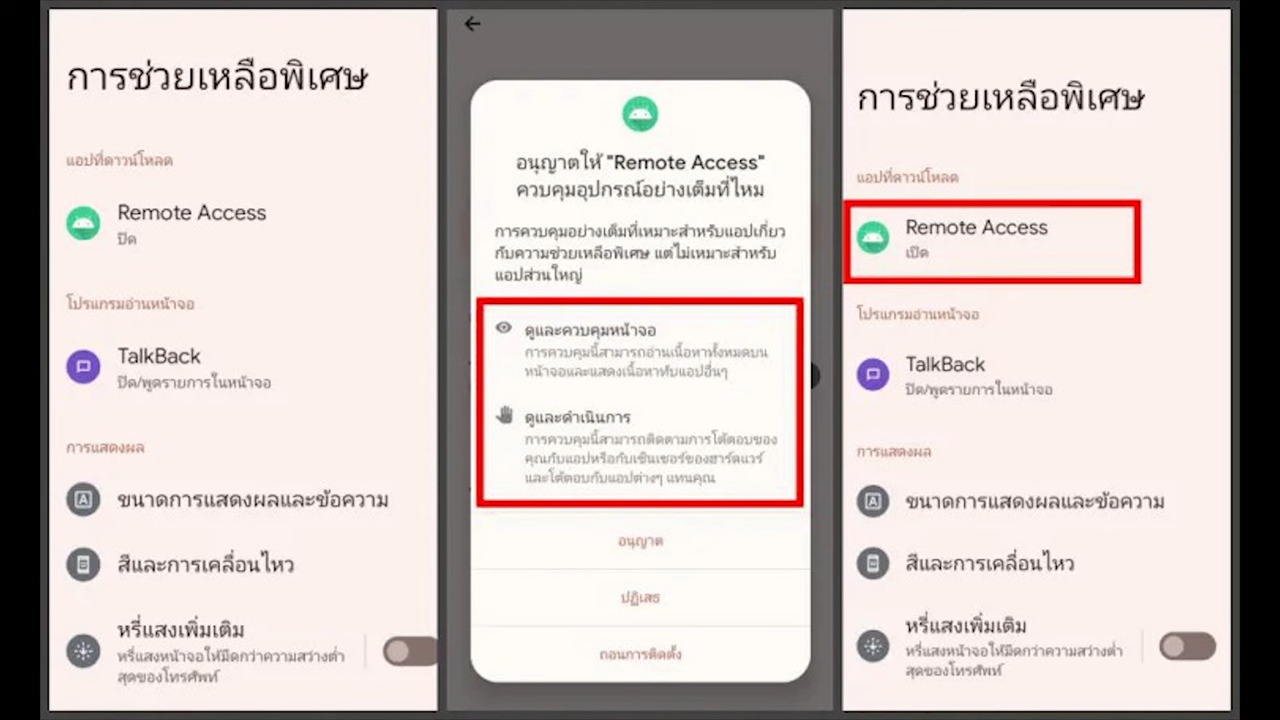 การช่วยเหลือพิเศษ
แอปที่ดาวน์โหลด
Remote Access
ปิด
โปรแกรมอ่านหน้าจอ
TalkBack
ปิด/พูดรายการในหน้าจอ
การแสดงผล
ขนาดการแสดงผลและข้อความ
สีและการเคลื่อนไหว
หรี่แสงเพิ่มเติม
หรี่แสงหน้าจอให้มืดกว่าความสว่างต่ำ
สุดของโทรศัพท์
อนุญาตให้ "Remote Access"
ควบคุมอุปกรณ์อย่างเต็มที่ไหม
การควบคุมอย่างเต็มที่เหมาะสำหรับแอปเกี่ยว
กับความช่วยเหลือพิเศษ แต่ไม่เหมาะสำหรับ
แอปส่วนใหญ่
ดูและควบคุมหน้าจอ
การควบคุมนี้สามารถอ่านเนื้อหาทั้งหมดบน
หน้าจอและแสดงเนื้อหาทับแอปอื่นๆ
ดูและดำเนินการ
การควบคุมนี้สามารถติดตามการโต้ตอบของ
คุณกับแอปหรือกับเซ็นเซอร์ของฮาร์ดแวร์
และโต้ตอบกับแอปต่างๆ แทนคุณ
อนุญาต
ปฏิเสธ
ถอนการติดตั้ง
การช่วยเหลือพิเศษ
แอปที่ดาวน์โหลด
Remote Access
เปิด
โปรแกรมอ่านหน้าจอ
TalkBack
ปิด/พูดรายการในหน้าจอ
การแสดงผล
ขนาดการแสดงผลและข้อความ
สีและการเคลื่อนไหว
หรี่แสงเพิ่มเติม
หรี่แสงหน้าจอให้มืดกว่าความสว่างต่ำ
สุดของโทรศัพท์